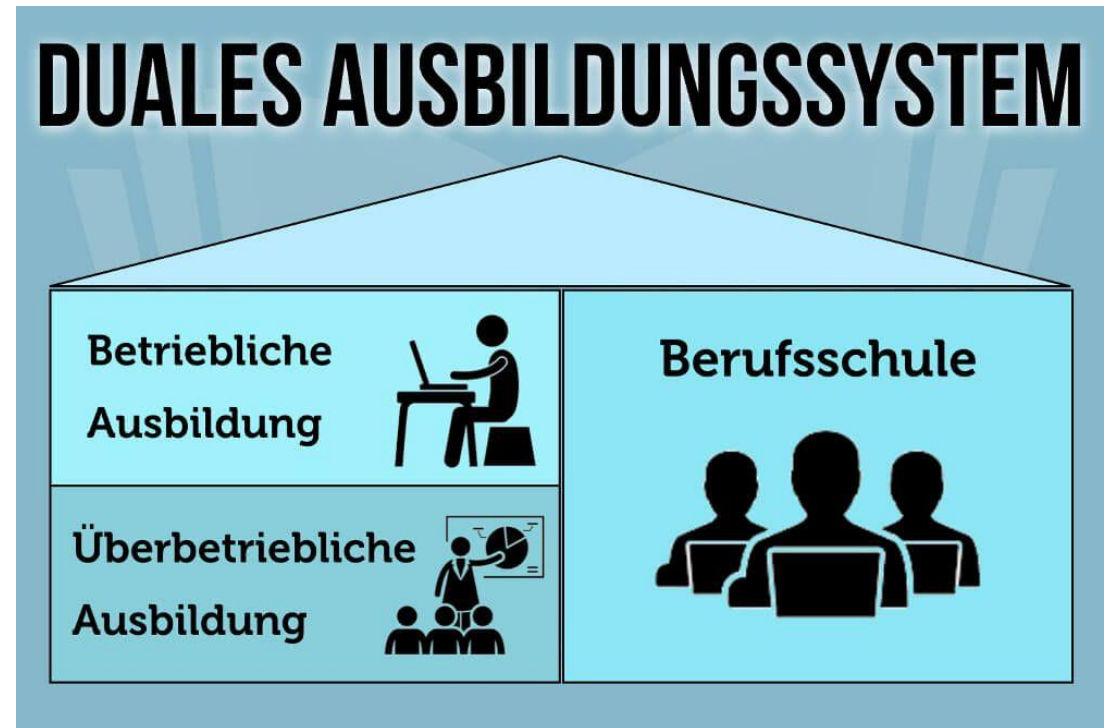 DUALES AUSBILDUNGSSYSTEM
Betriebliche
Ausbildung
Überbetriebliche
Ausbildung
Berufsschule